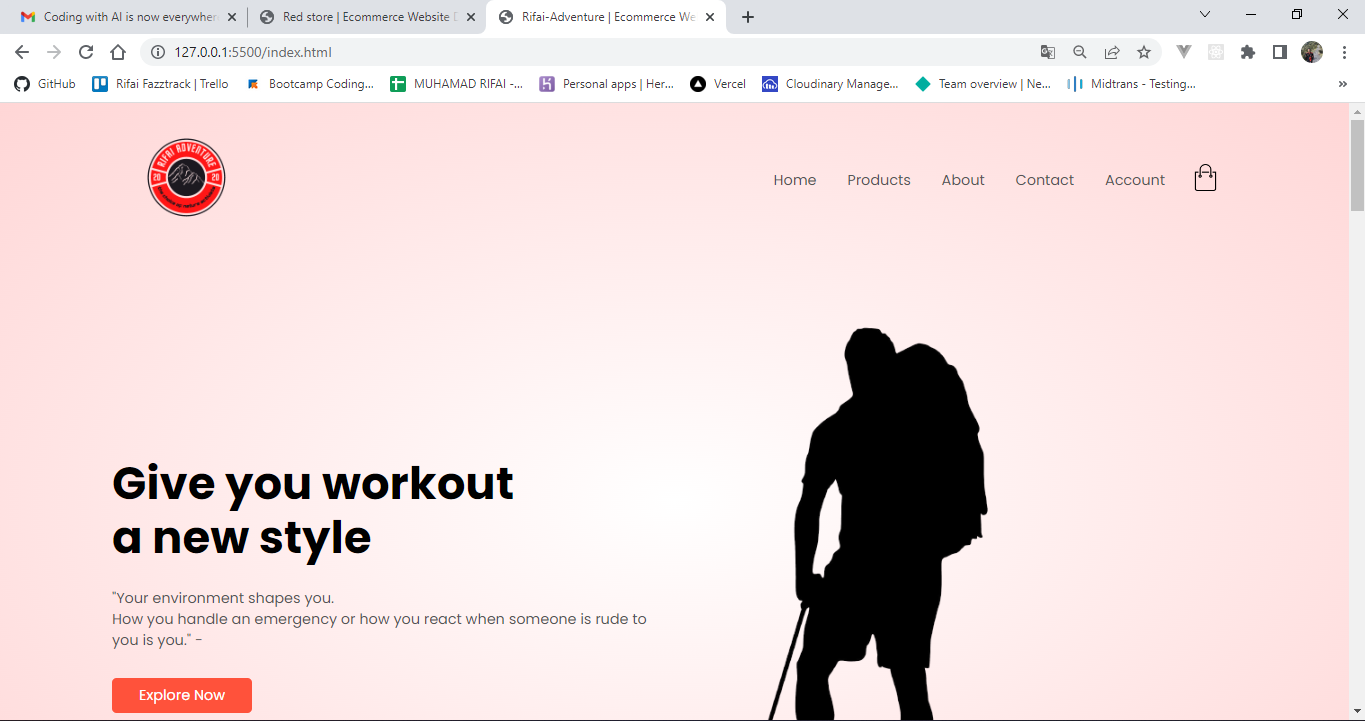 Coding with AI is now everywhere
Red store | Ecommerce Website D
Rifai-Adventure | Ecommerce We
127.0.0.1:5500/index.html
GitHub
Rifai Fazztrack | Trello
Bootcamp Coding...
MUHAMAD RIFAI -...
Personal apps | Her...
Vercel
Cloudinary Manage...
Team overview | Ne...
Midtrans - Testing...
»
RIFAI ADVENTURE
20 20
Home
Products
About
Contact
Account
Give you workout
a new style
"Your environment shapes you.
How you handle an emergency or how you react when someone is rude to
you is you." -
Explore Now